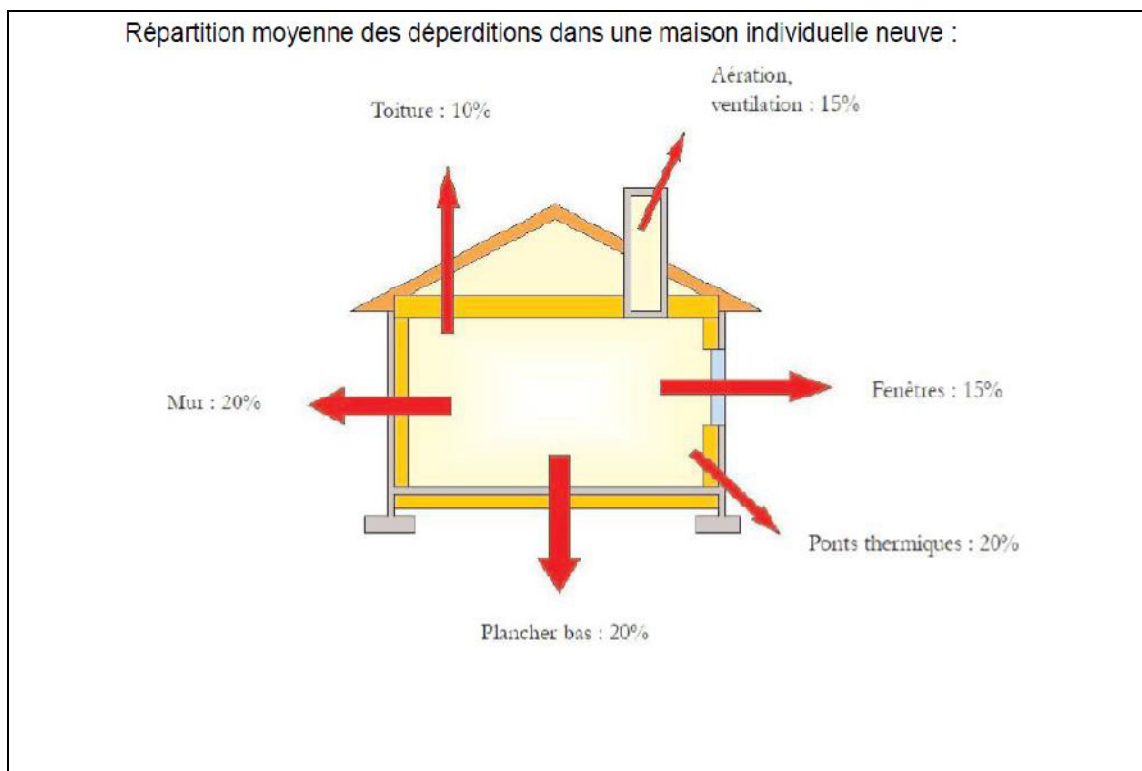 Répartition moyenne des déperditions dans une maison individuelle neuve :
Aération,
ventilation : 15%
Toiture : 10%
Mur : 20%
Fenêtres : 15%
Ponts thermiques : 20%
Plancher bas : 20%